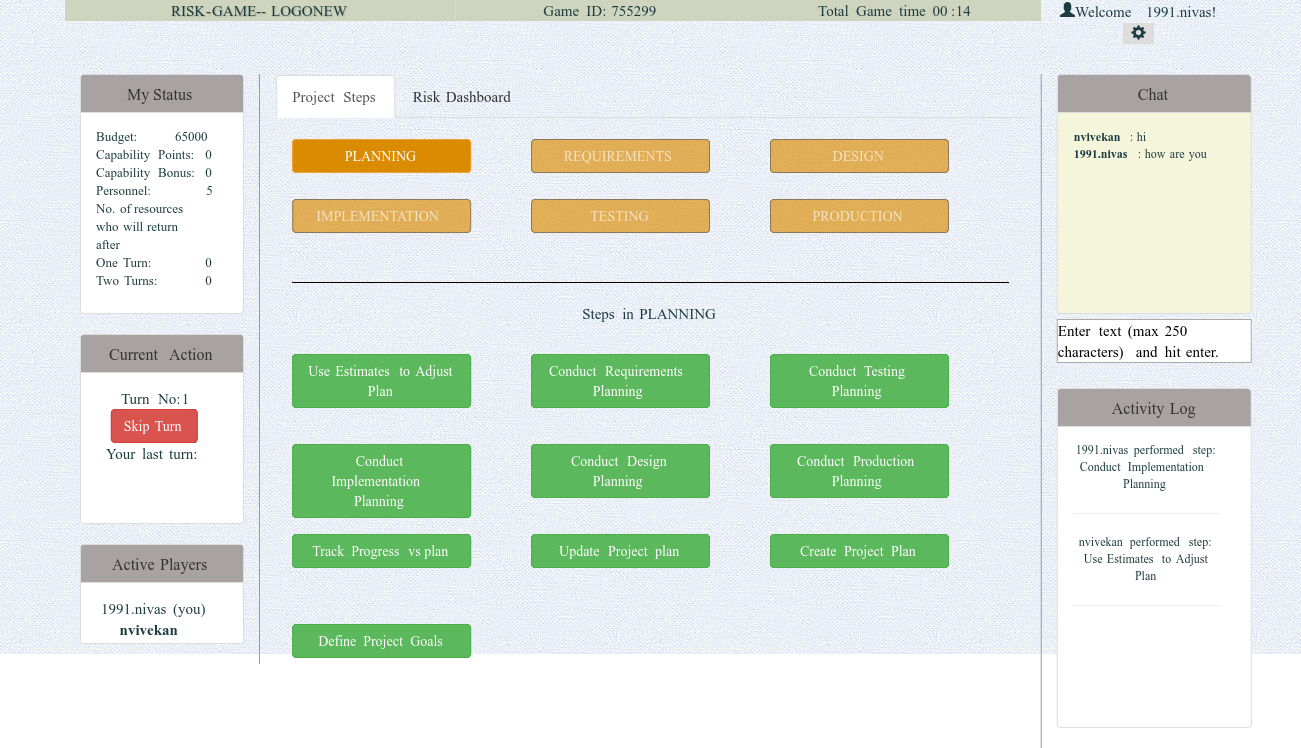 RISK-GAME-- LOGONEW
Game ID: 755299
Total Game time 00 :14
Welcome 1991.nivas!
My Status
Budget: 65000
Capability Points: 0
Capability Bonus: 0
Personnel: 5
No. of resources
who will return
after
One Turn: 0
Two Turns: 0
Current Action
Turn No:1
Skip Turn
Your last turn:
Active Players
1991.nivas (you)
nvivekan
Project Steps
Risk Dashboard
PLANNING
REQUIREMENTS
DESIGN
IMPLEMENTATION
TESTING
PRODUCTION
Steps in PLANNING
Use Estimates to Adjust
Plan
Conduct Requirements
Planning
Conduct Testing
Planning
Conduct
Implementation
Planning
Conduct Design
Planning
Conduct Production
Planning
Track Progress vs plan
Update Project plan
Create Project Plan
Define Project Goals
Chat
nvivekan : hi
1991.nivas : how are you
Enter text (max 250
characters) and hit enter.
Activity Log
1991.nivas performed step:
Conduct Implementation
Planning
nvivekan performed step:
Use Estimates to Adjust
Plan